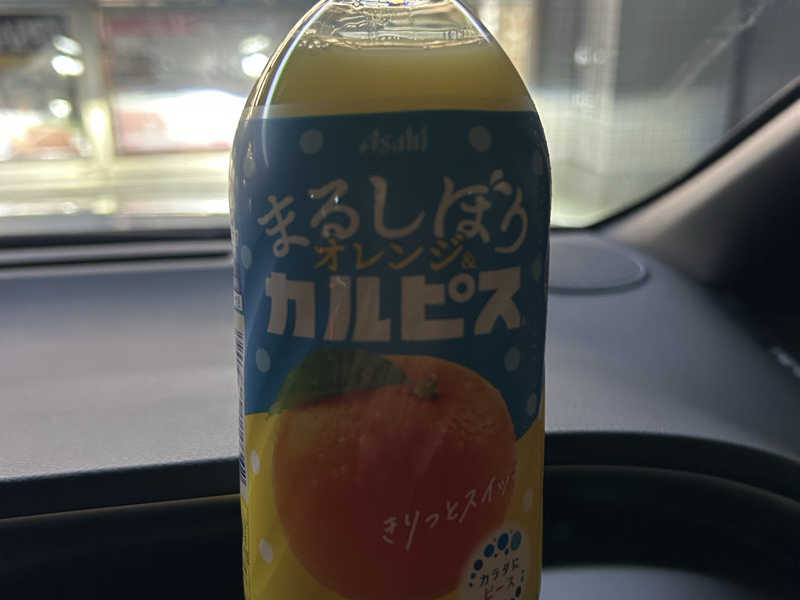 Asahi
まるしぼり
オレンジ&
カルピス
きりっとスイッ
カラダに
ピース